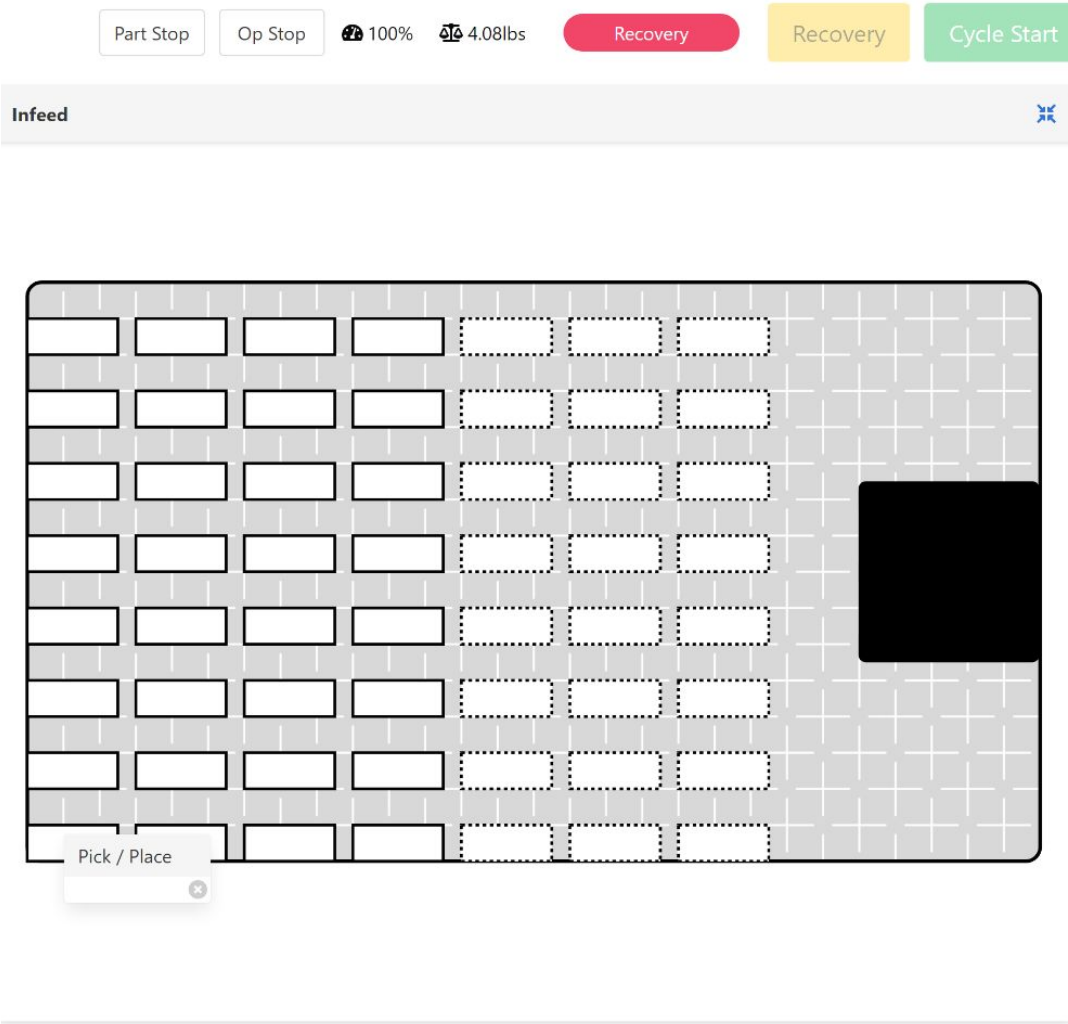 Part Stop
Op Stop
100%
4.08lbs
Recovery
Recovery
Cycle Start
Infeed
Pick / Place